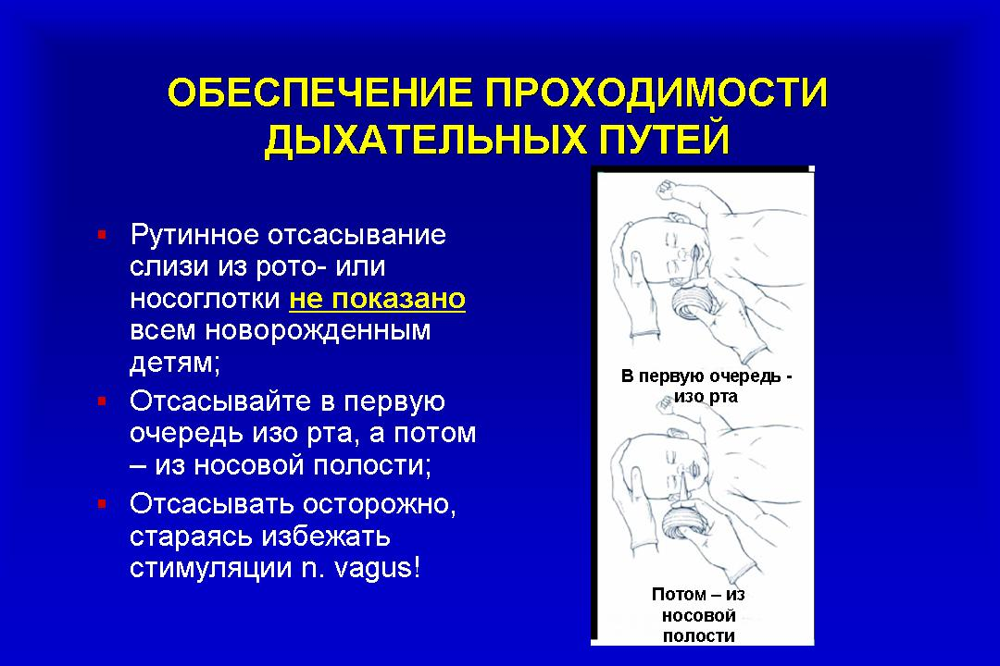 ОБЕСПЕЧЕНИЕ ПРОХОДИМОСТИ
ДЫХАТЕЛЬНЫХ ПУТЕЙ
Рутинное отсасывание
слизи из рото- или
носоглотки не показано
всем новорожденным
детям;
Отсасывайте в первую
очередь изо рта, а потом
– из носовой полости;
Отсасывать осторожно,
стараясь избежать
стимуляции n. vagus!
В первую очередь -
изо рта
Потом – из
носовой
полости